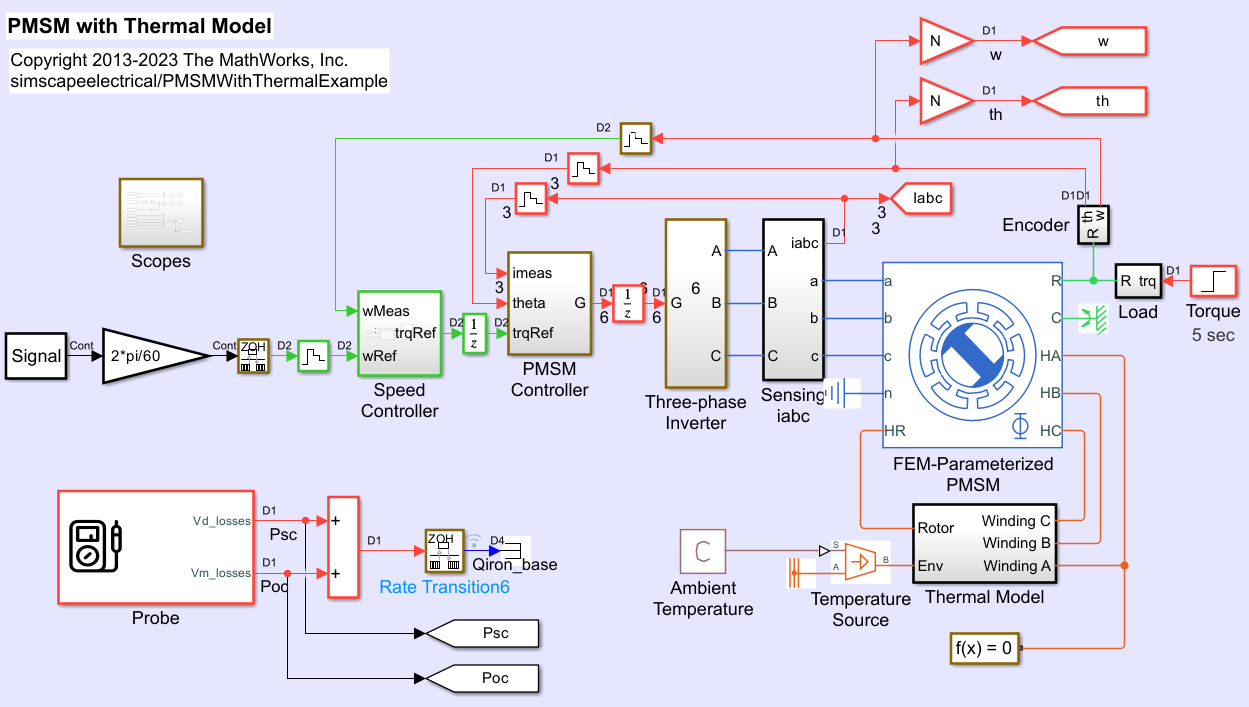 PMSM with Thermal Model
Copyright 2013-2023 The MathWorks, Inc.
simscapeelectrical/PMSMWithThermalExample
N
D1
w
w
N
D1
th
th
D2
D1
3
D1
3
Iabc
3
3
D1
D1D1
Encoder
R
th
w
Scopes
Signal
Cont
2*pi/60
Cont
ZOH
D2
D2
wMeas
trqRef
wRef
Speed
Controller
D2
1
z
D2
3
imeas
theta
trqRef
G
PMSM
Controller
D1
6
1
z
6
D1
6
G
6
A
B
C
Three-phase
Inverter
A
B
C
iabc
a
b
c
Sensing
iabc
a
b
c
n
HR
R
C
HA
HB
HC
Φ
FEM-Parameterized
PMSM
R trq
Load
D1
Torque
5 sec
Vd_losses
Vm_losses
Probe
D1
Psc
D1
Poc
+
+
D1
ZOH
Rate Transition6
D4
Qiron_base
Psc
Poc
C
Ambient
Temperature
S
A
B
Temperature
Source
Rotor
Env
Winding C
Winding B
Winding A
Thermal Model
f(x) = 0